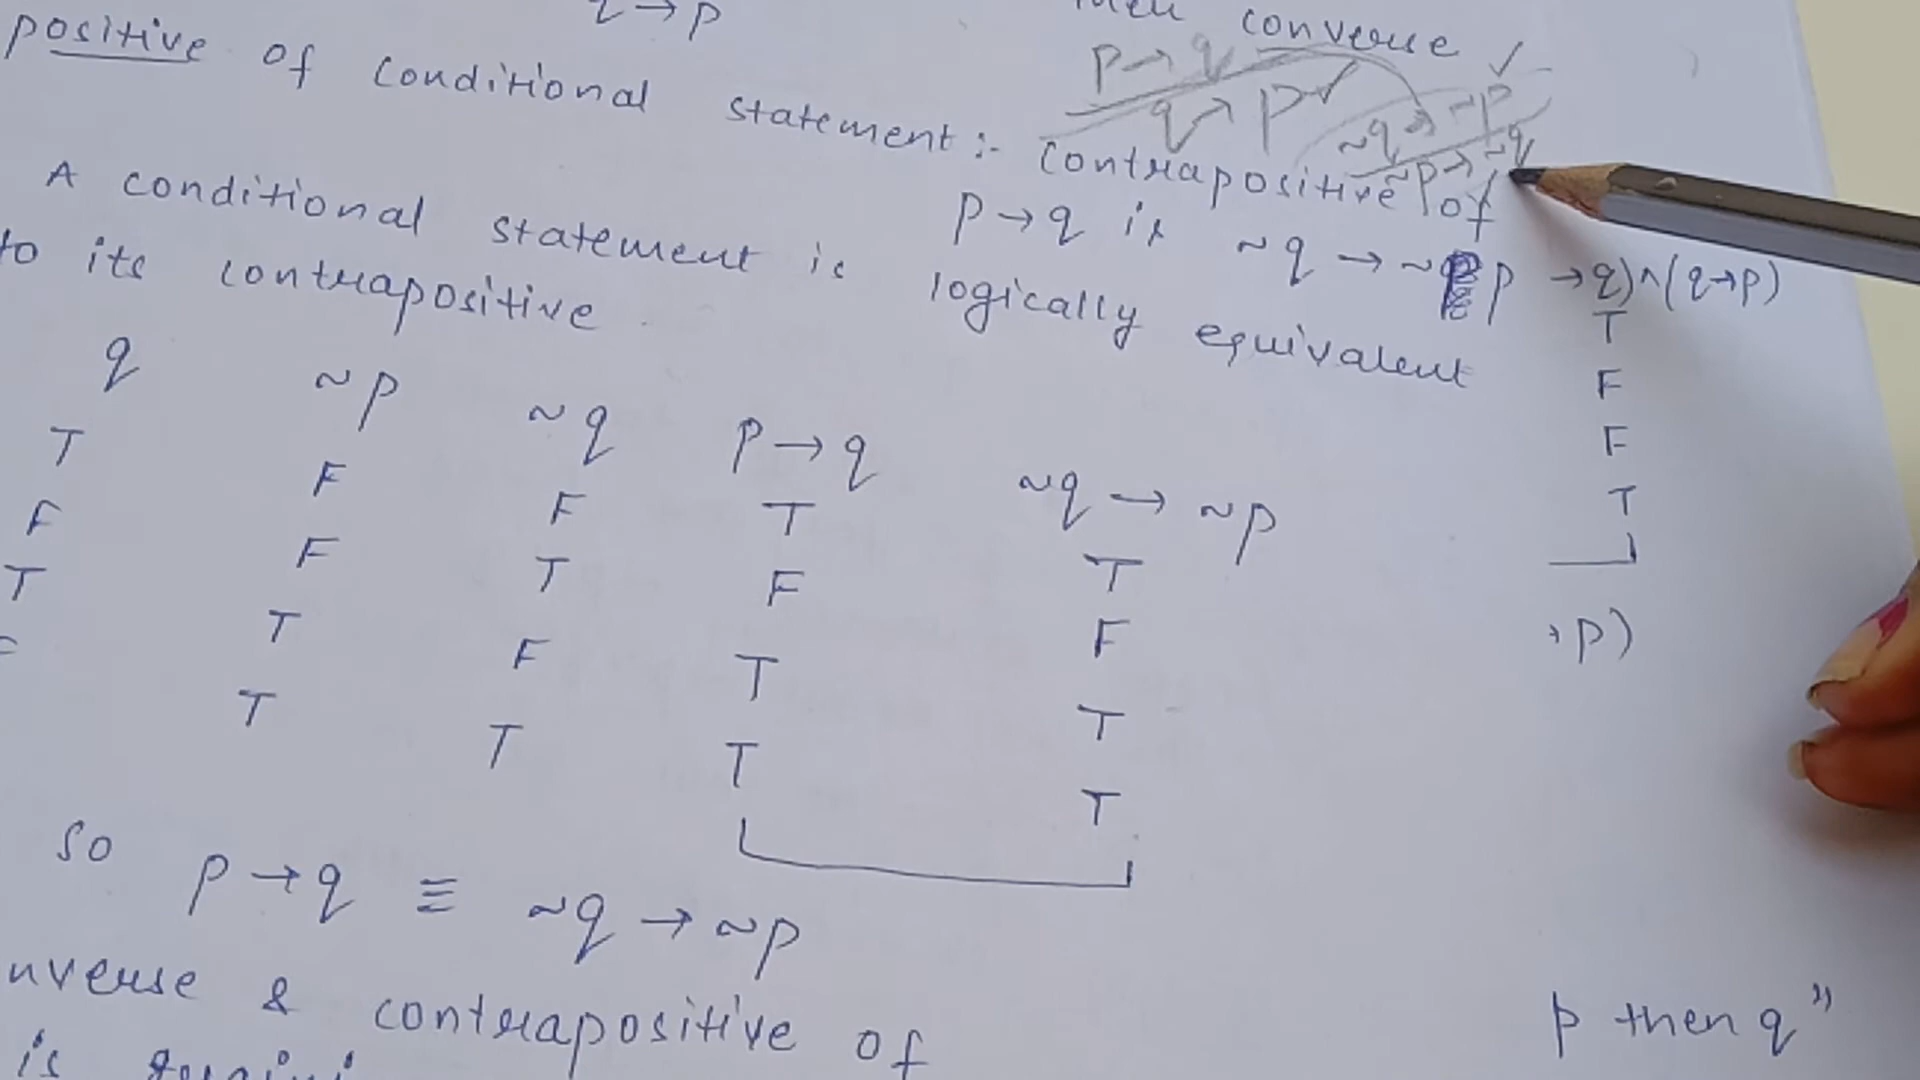 q → p
then converse ✓
positive of conditional statement :- Contrapositive of
p → q
q → p ✓
~q → ~p
~p → ~q
p → q is ~q → ~p
A conditional statement is logically equivalent
to its contrapositive
→ q) ∧ (q → p)
T
F
F
T
→ p)
q ~p ~q p → q ~q → ~p
T F F T T
F F T F F
T T F T T
F T T T T
So p → q ≡ ~q → ~p
nverse & contrapositive of
is
p then q"